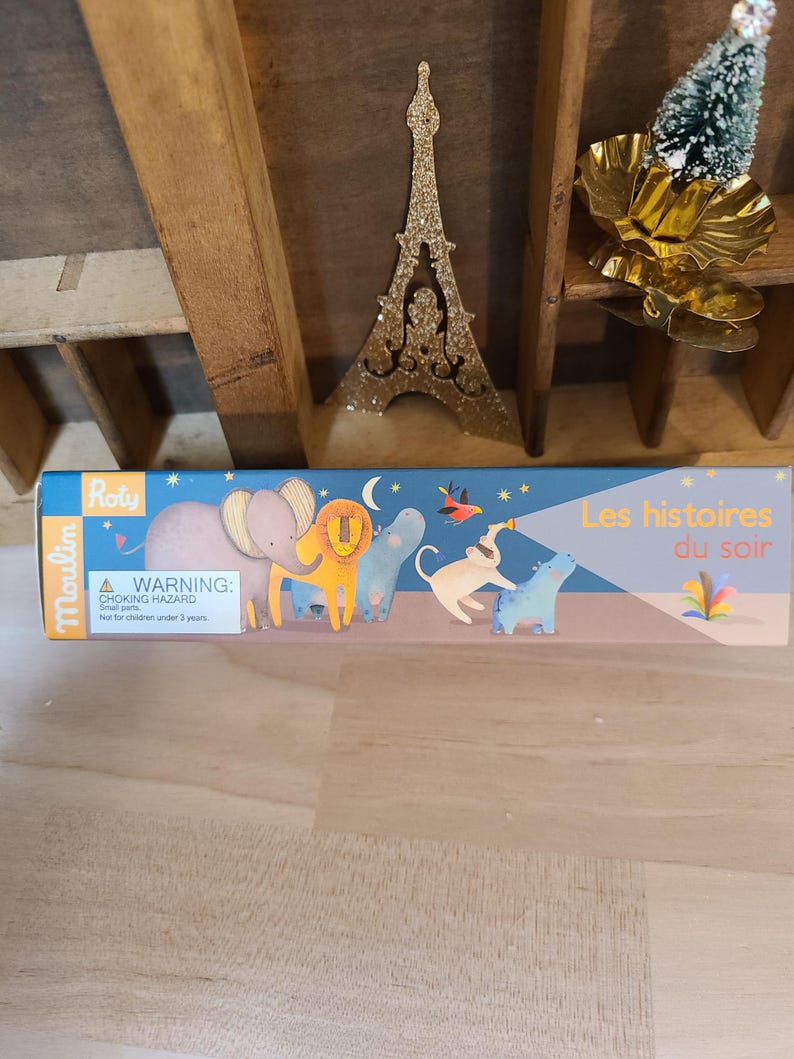 Moulin
Roty
WARNING:
CHOKING HAZARD
Small parts.
Not for children under 3 years.
Les histoires
du soir